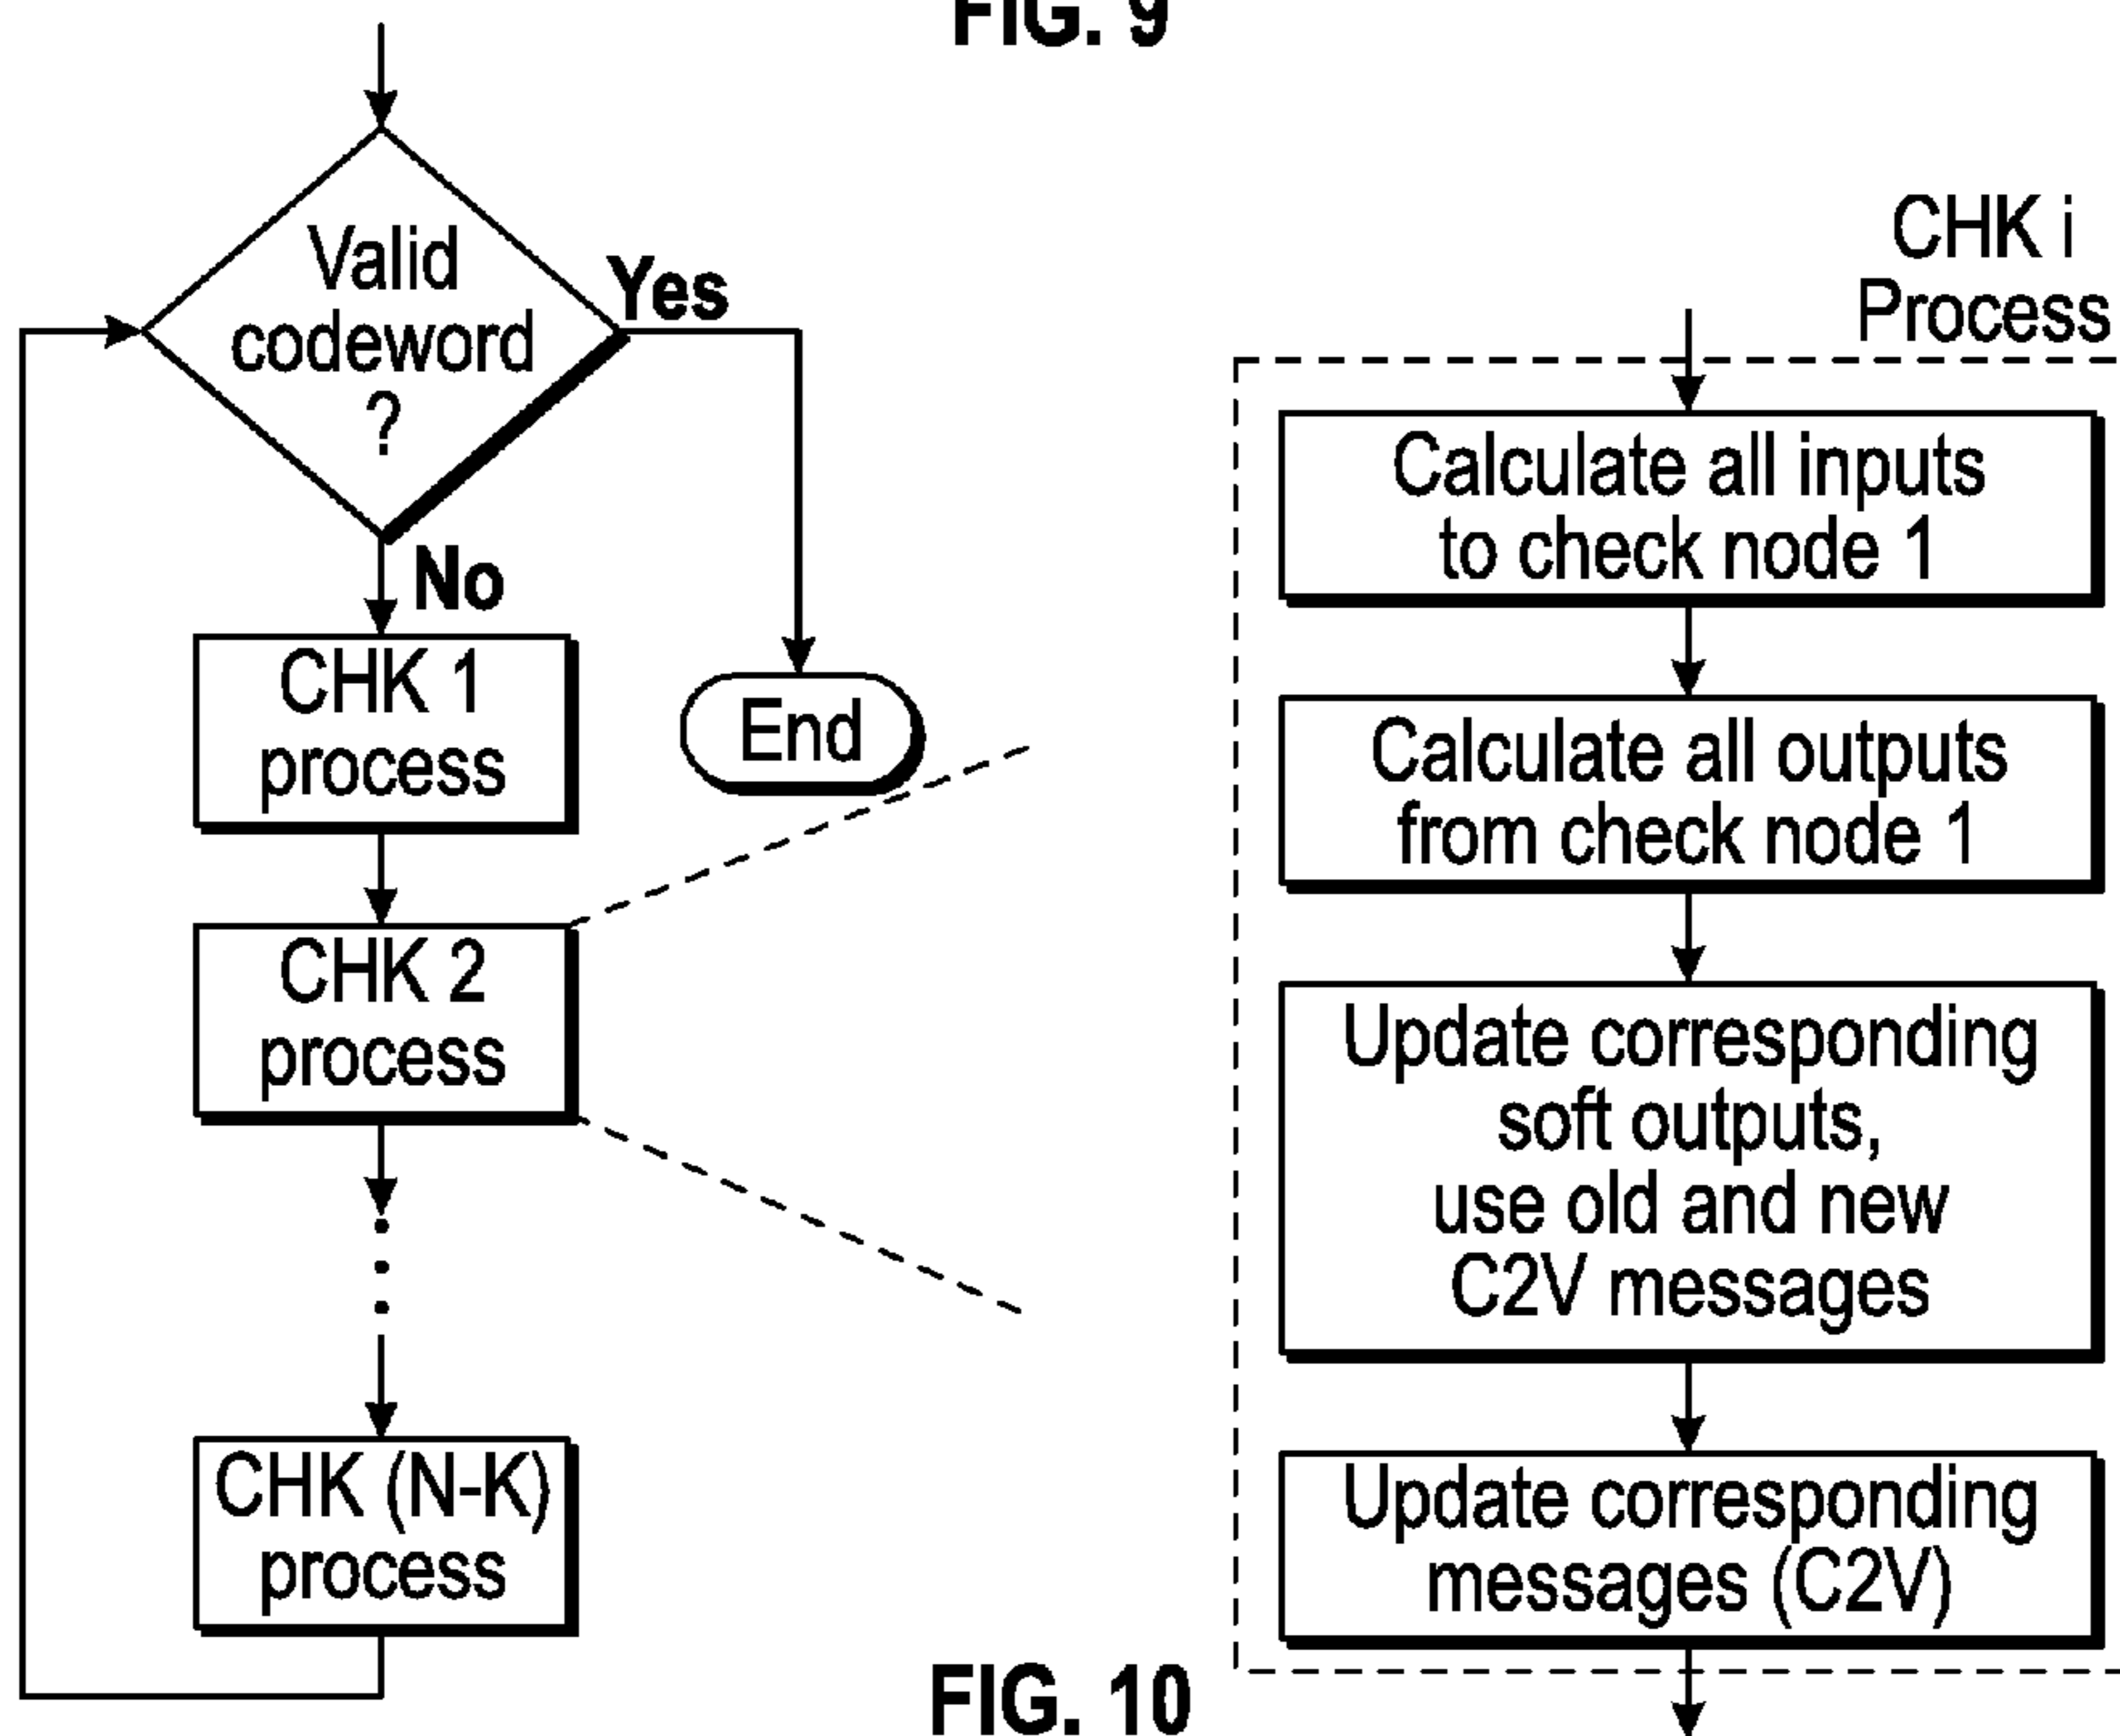 FIG. 9
Valid
codeword
?
Yes
No
CHK 1
process
End
CHK 2
process
CHK (N-K)
process
CHK i
Process
Calculate all inputs
to check node 1
Calculate all outputs
from check node 1
Update corresponding
soft outputs,
use old and new
C2V messages
Update corresponding
messages (C2V)
FIG. 10